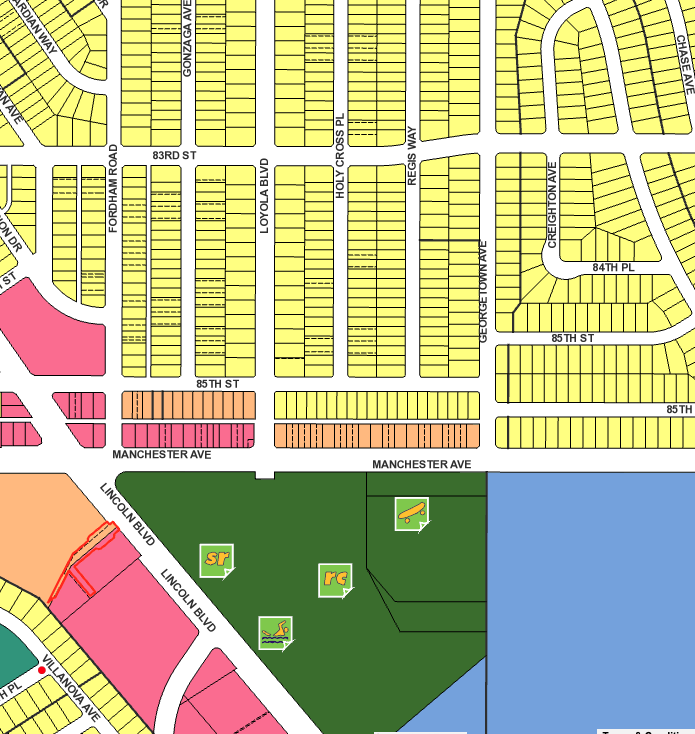 GONZAGA AVE
CHASE AVE
83RD ST
FORDHAM ROAD
LOYOLA BLVD
HOLY CROSS PL
REGIS WAY
CREIGHTON AVE
84TH PL
GEORGETOWN AVE
85TH ST
85TH ST
85TH
MANCHESTER AVE
MANCHESTER AVE
LINCOLN BLVD
LINCOLN BLVD
sr
rc
VILLANOVA AVE